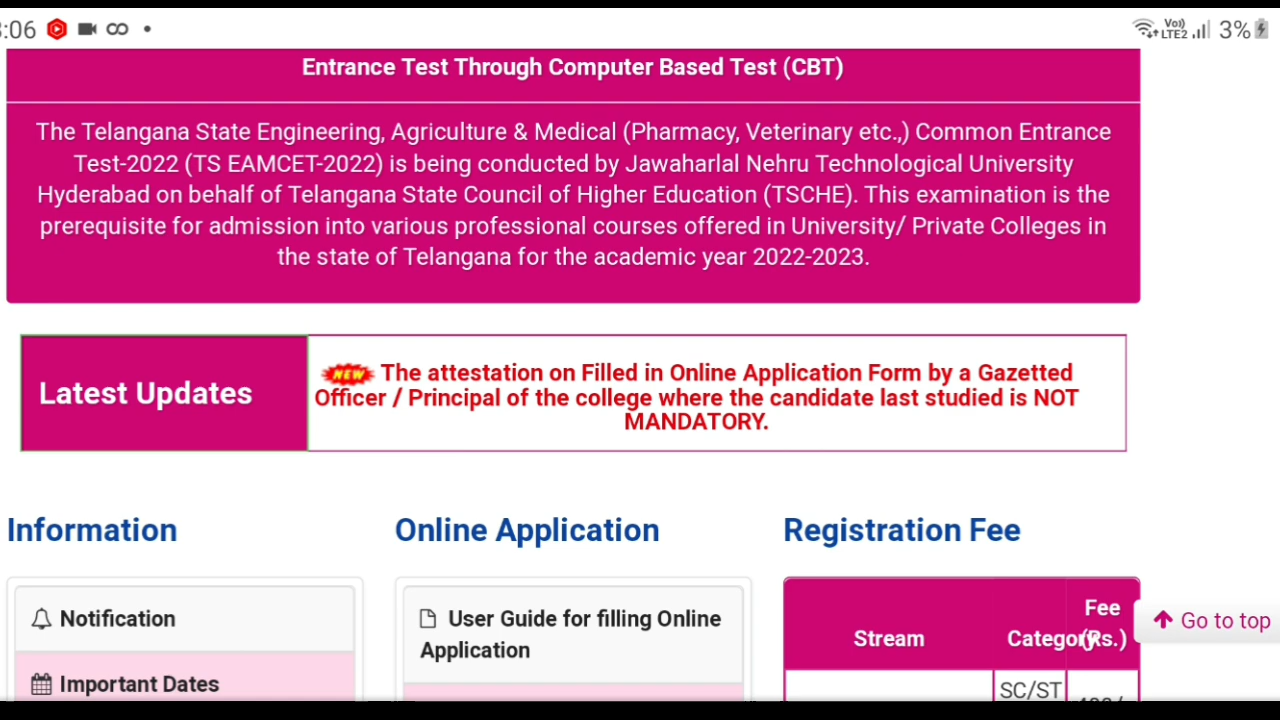 :06
Vo))
LTE2
3%
Entrance Test Through Computer Based Test (CBT)
The Telangana State Engineering, Agriculture & Medical (Pharmacy, Veterinary etc.,) Common Entrance
Test-2022 (TS EAMCET-2022) is being conducted by Jawaharlal Nehru Technological University
Hyderabad on behalf of Telangana State Council of Higher Education (TSCHE). This examination is the
prerequisite for admission into various professional courses offered in University/ Private Colleges in
the state of Telangana for the academic year 2022-2023.
Latest Updates
NEW The attestation on Filled in Online Application Form by a Gazetted
Officer / Principal of the college where the candidate last studied is NOT
MANDATORY.
Information
Notification
Important Dates
Online Application
User Guide for filling Online
Application
Registration Fee
Stream
Category
Fee
(Rs.)
SC/ST
Go to top